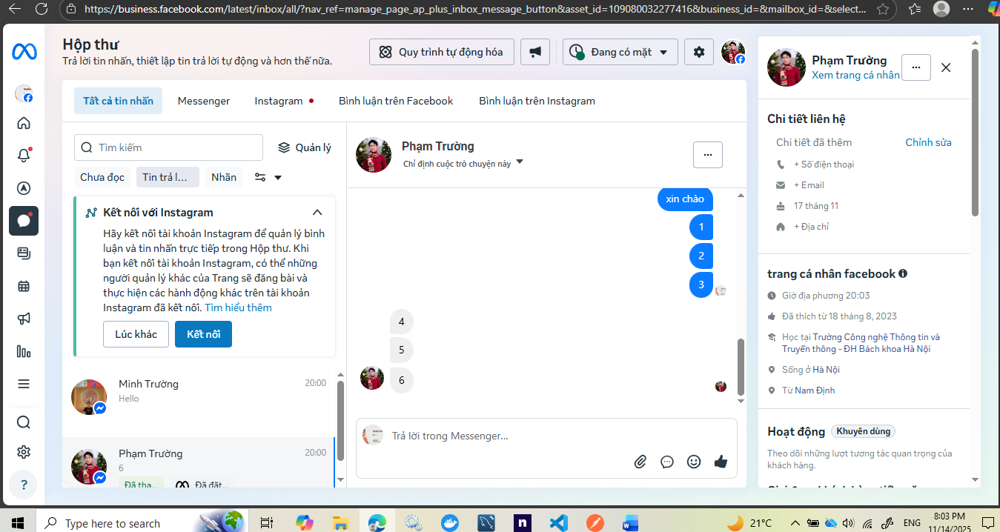 https://business.facebook.com/latest/inbox/all/?nav_ref=manage_page_ap_plus_inbox_message_button&asset_id=109080032277416&business_id=&mailbox_id=&select...
Hộp thư
Trả lời tin nhắn, thiết lập tin trả lời tự động và hơn thế nữa.
Quy trình tự động hóa
Đang có mặt
Tất cả tin nhắn
Messenger
Instagram
Bình luận trên Facebook
Bình luận trên Instagram
Tìm kiếm
Quản lý
Chưa đọc
Tin trả l...
Nhãn
Kết nối với Instagram
Hãy kết nối tài khoản Instagram để quản lý bình
luận và tin nhắn trực tiếp trong Hộp thư. Khi
bạn kết nối tài khoản Instagram, có thể những
người quản lý khác của Trang sẽ đăng bài và
thực hiện các hành động khác trên tài khoản
Instagram đã kết nối. Tìm hiểu thêm
Lúc khác
Kết nối
Minh Trường
20:00
Hello
Phạm Trường
20:00
6
Đã tha...
Đã đặt...
Phạm Trường
Chỉ định cuộc trò chuyện này
xin chào
1
2
3
4
5
6
Trả lời trong Messenger...
Phạm Trường
Xem trang cá nhân
Chi tiết liên hệ
Chi tiết đã thêm
Chỉnh sửa
+ Số điện thoại
+ Email
17 tháng 11
+ Địa chỉ
trang cá nhân facebook
Giờ địa phương 20:03
Đã thích từ 18 tháng 8, 2023
Học tại Trường Công nghệ Thông tin và
Truyền thông - ĐH Bách khoa Hà Nội
Sống ở Hà Nội
Từ Nam Định
Hoạt động
Khuyên dùng
Theo dõi những lượt tương tác quan trọng của
khách hàng.
?
Type here to search
21°C
ENG
8:03 PM
11/14/2025